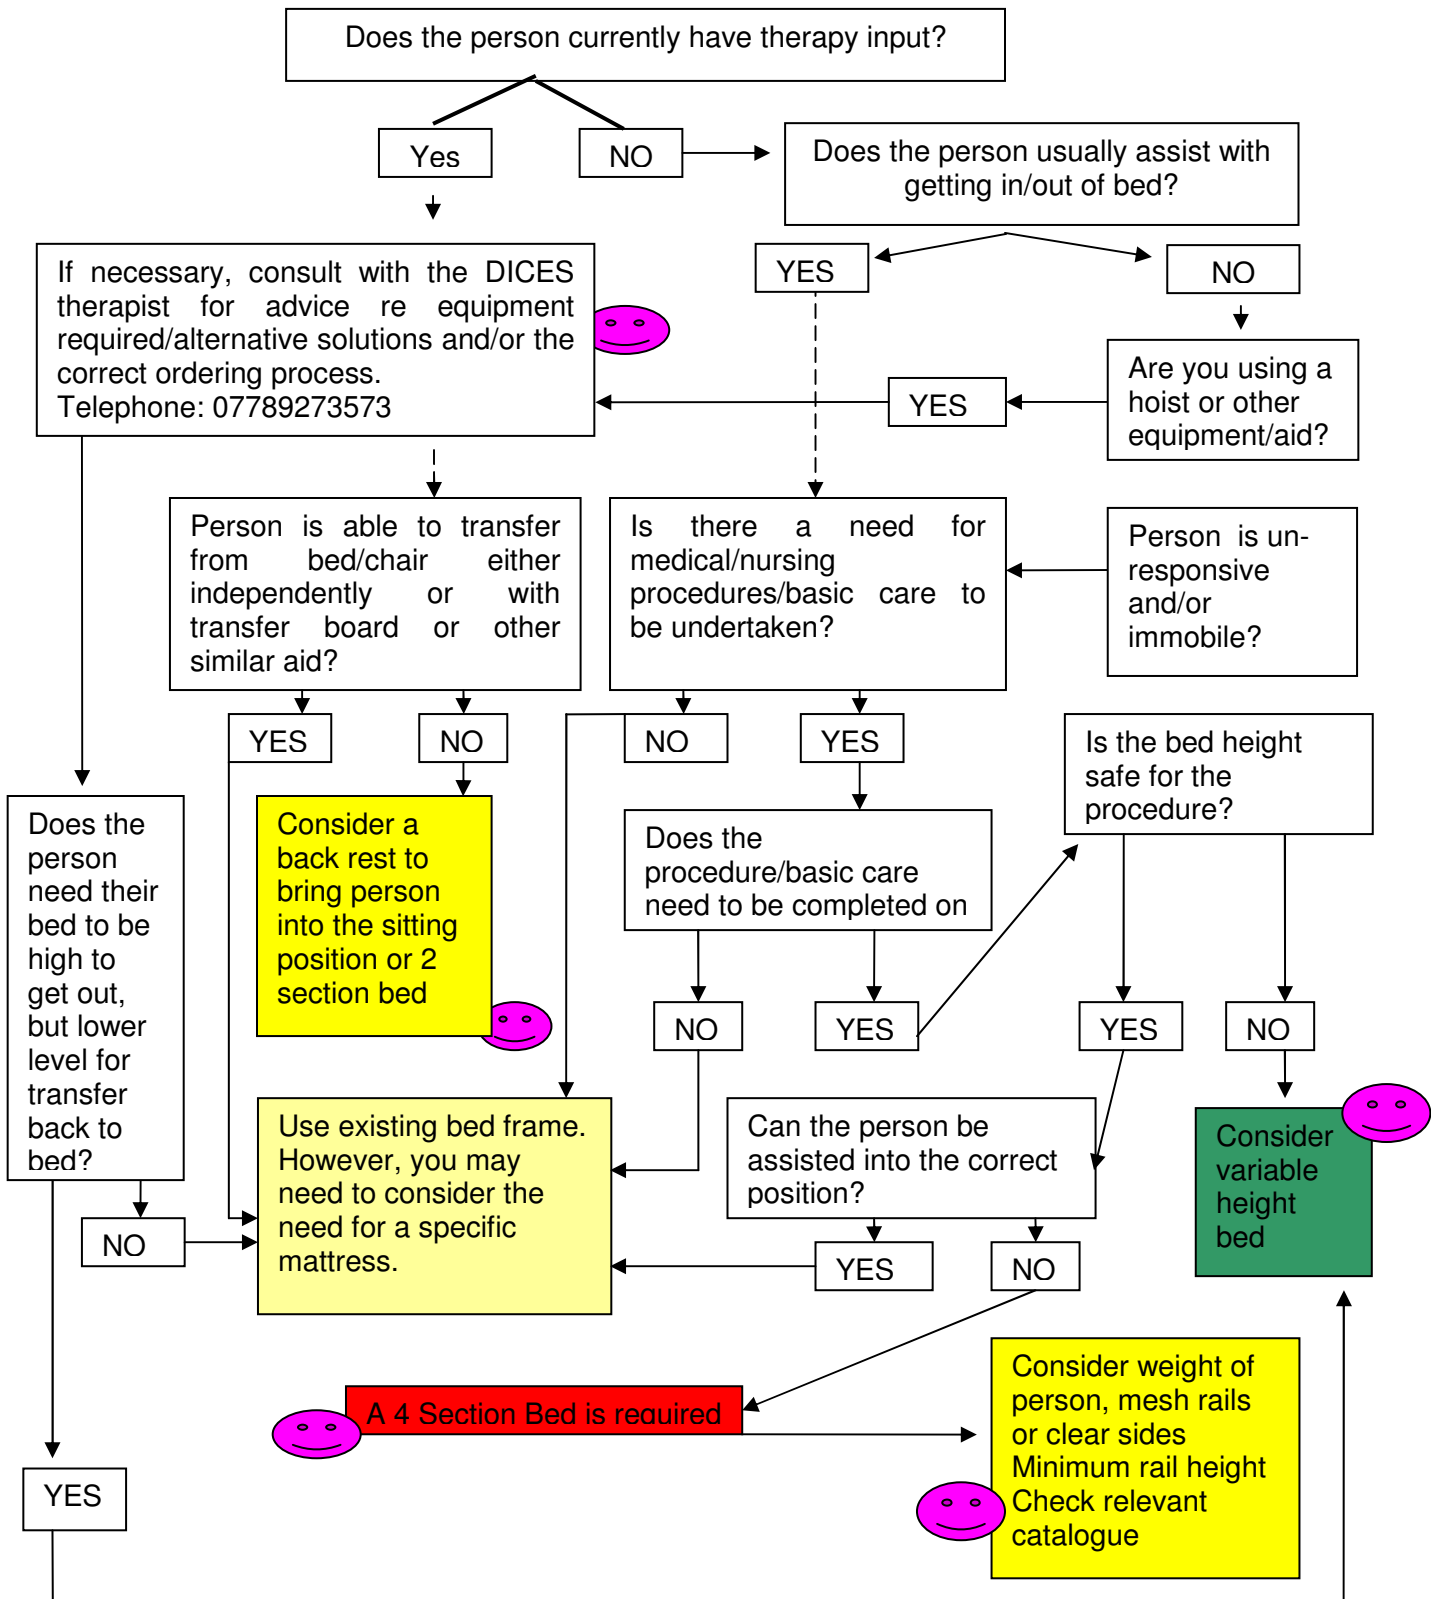 Does the person currently have therapy input?
Yes
NO
Does the person usually assist with
getting in/out of bed?
If necessary, consult with the DICES
therapist for advice re equipment
required/alternative solutions and/or the
correct ordering process.
Telephone: 07789273573
YES
NO
YES
Are you using a
hoist or other
equipment/aid?
Person is able to transfer
from bed/chair either
independently or with
transfer board or other
similar aid?
Is there a need for
medical/nursing
procedures/basic care to
be undertaken?
Person is un-
responsive
and/or
immobile?
YES
NO
NO
YES
Is the bed height
safe for the
procedure?
Does the
person
need their
bed to be
high to
get out,
but lower
level for
transfer
back to
bed?
Consider a
back rest to
bring person
into the sitting
position or 2
section bed
Does the
procedure/basic care
need to be completed on
NO
YES
YES
NO
Use existing bed frame.
However, you may
need to consider the
need for a specific
mattress.
Can the person be
assisted into the correct
position?
Consider
variable
height
bed
NO
YES
NO
A 4 Section Bed is required
Consider weight of
person, mesh rails
or clear sides
Minimum rail height
Check relevant
catalogue
YES